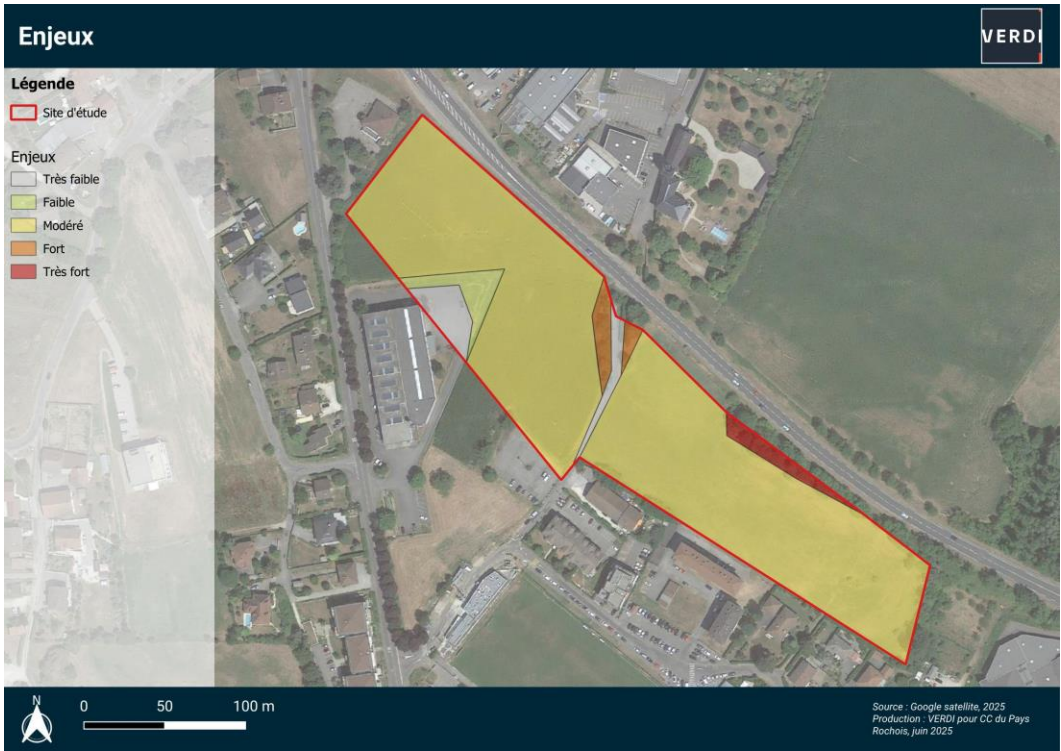 Enjeux
VERDI
Légende
Site d'étude
Enjeux
Très faible
Faible
Modéré
Fort
Très fort
N
0 50 100 m
Source : Google satellite, 2025
Production : VERDI pour CC du Pays
Rochois, juin 2025